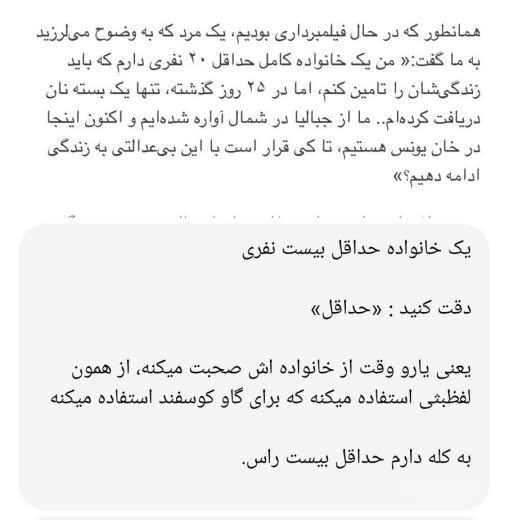 همانطور که در حال فیلمبرداری بودیم، یک مرد که به وضوح می‌لرزید
به ما گفت:« من یک خانواده کامل حداقل ۲۰ نفری دارم که باید
زندگی‌شان را تامین کنم، اما در ۲۵ روز گذشته، تنها یک بسته نان
دریافت کرده‌ام.. ما از جبالیا در شمال آواره شده‌ایم و اکنون اینجا
در خان یونس هستیم، تا کی قرار است با این بی‌عدالتی به زندگی
ادامه دهیم؟»
یک خانواده حداقل بیست نفری
دقت کنید : «حداقل»
یعنی یارو وقت از خانواده اش صحبت میکنه، از همون
لفظبثی استفاده میکنه که برای گاو کوسفند استفاده میکنه
به کله دارم حداقل بیست راس.